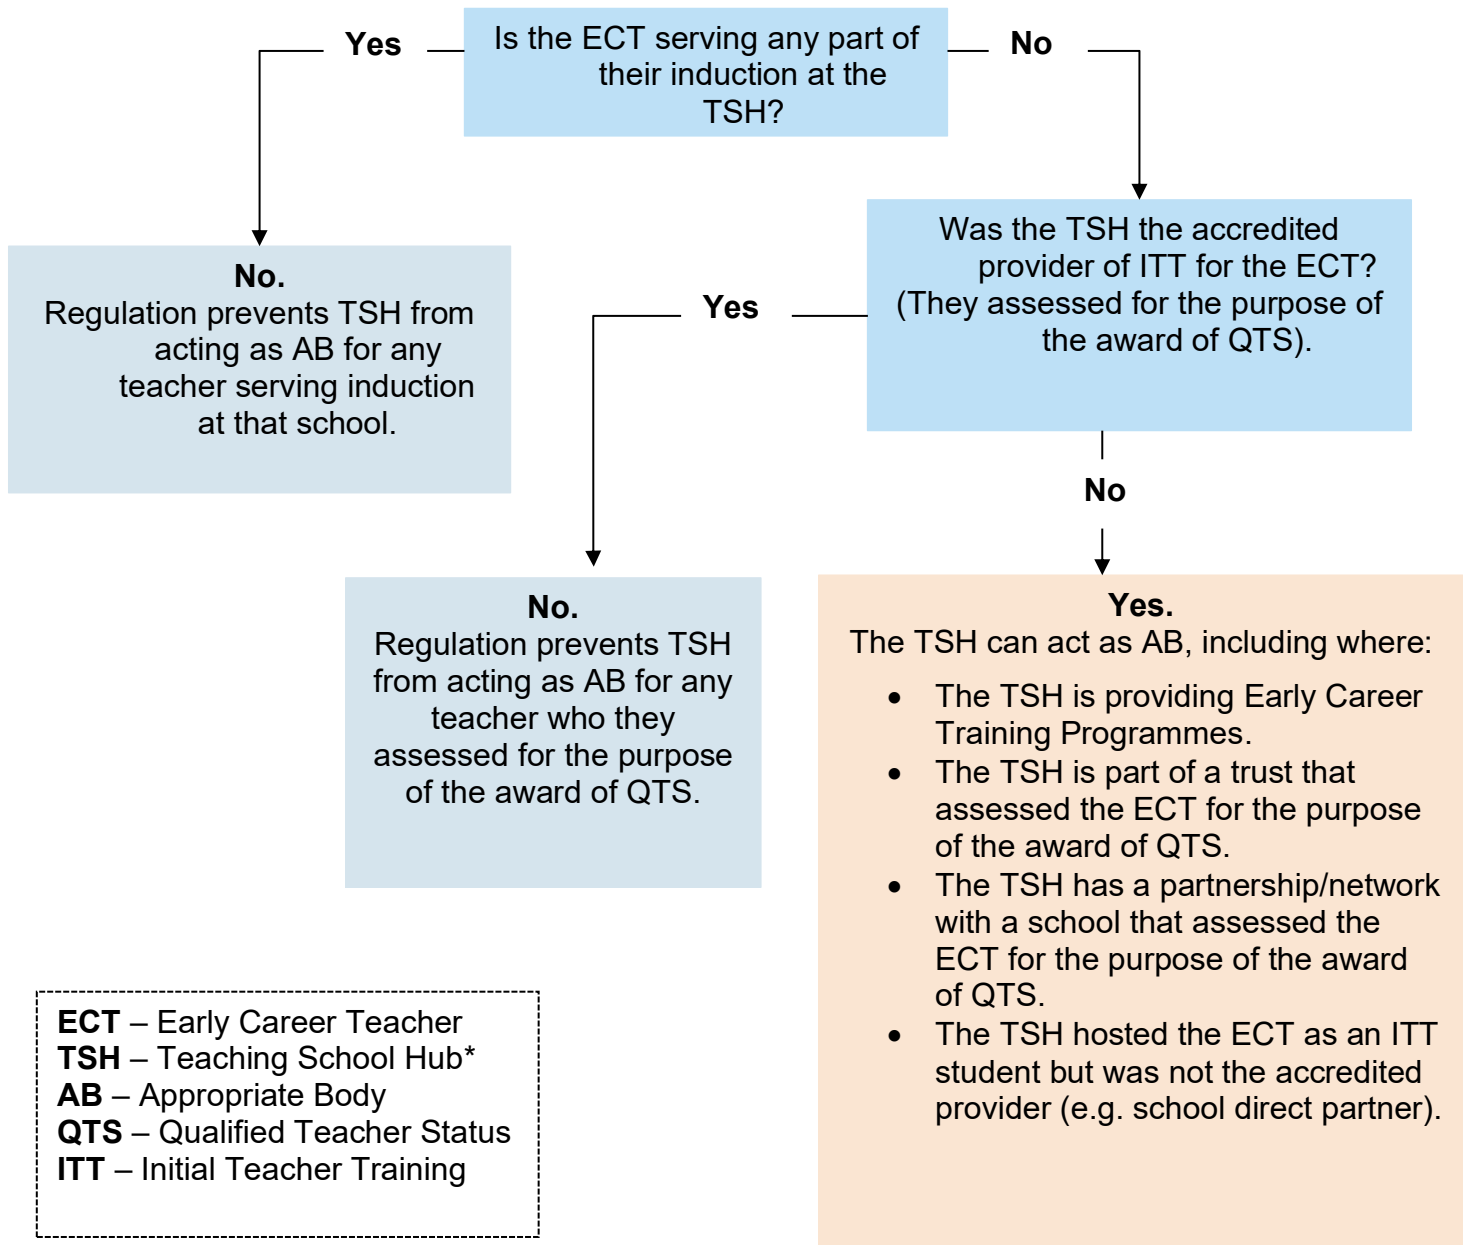 Yes
Is the ECT serving any part of
their induction at the
TSH?
No
No.
Regulation prevents TSH from
acting as AB for any
teacher serving induction
at that school.
Was the TSH the accredited
provider of ITT for the ECT?
(They assessed for the purpose of
the award of QTS).
Yes
No
No.
Regulation prevents TSH
from acting as AB for any
teacher who they
assessed for the purpose
of the award of QTS.
Yes.
The TSH can act as AB, including where:
• The TSH is providing Early Career
Training Programmes.
• The TSH is part of a trust that
assessed the ECT for the purpose
of the award of QTS.
• The TSH has a partnership/network
with a school that assessed the
ECT for the purpose of the award
of QTS.
• The TSH hosted the ECT as an ITT
student but was not the accredited
provider (e.g. school direct partner).
ECT – Early Career Teacher
TSH – Teaching School Hub*
AB – Appropriate Body
QTS – Qualified Teacher Status
ITT – Initial Teacher Training